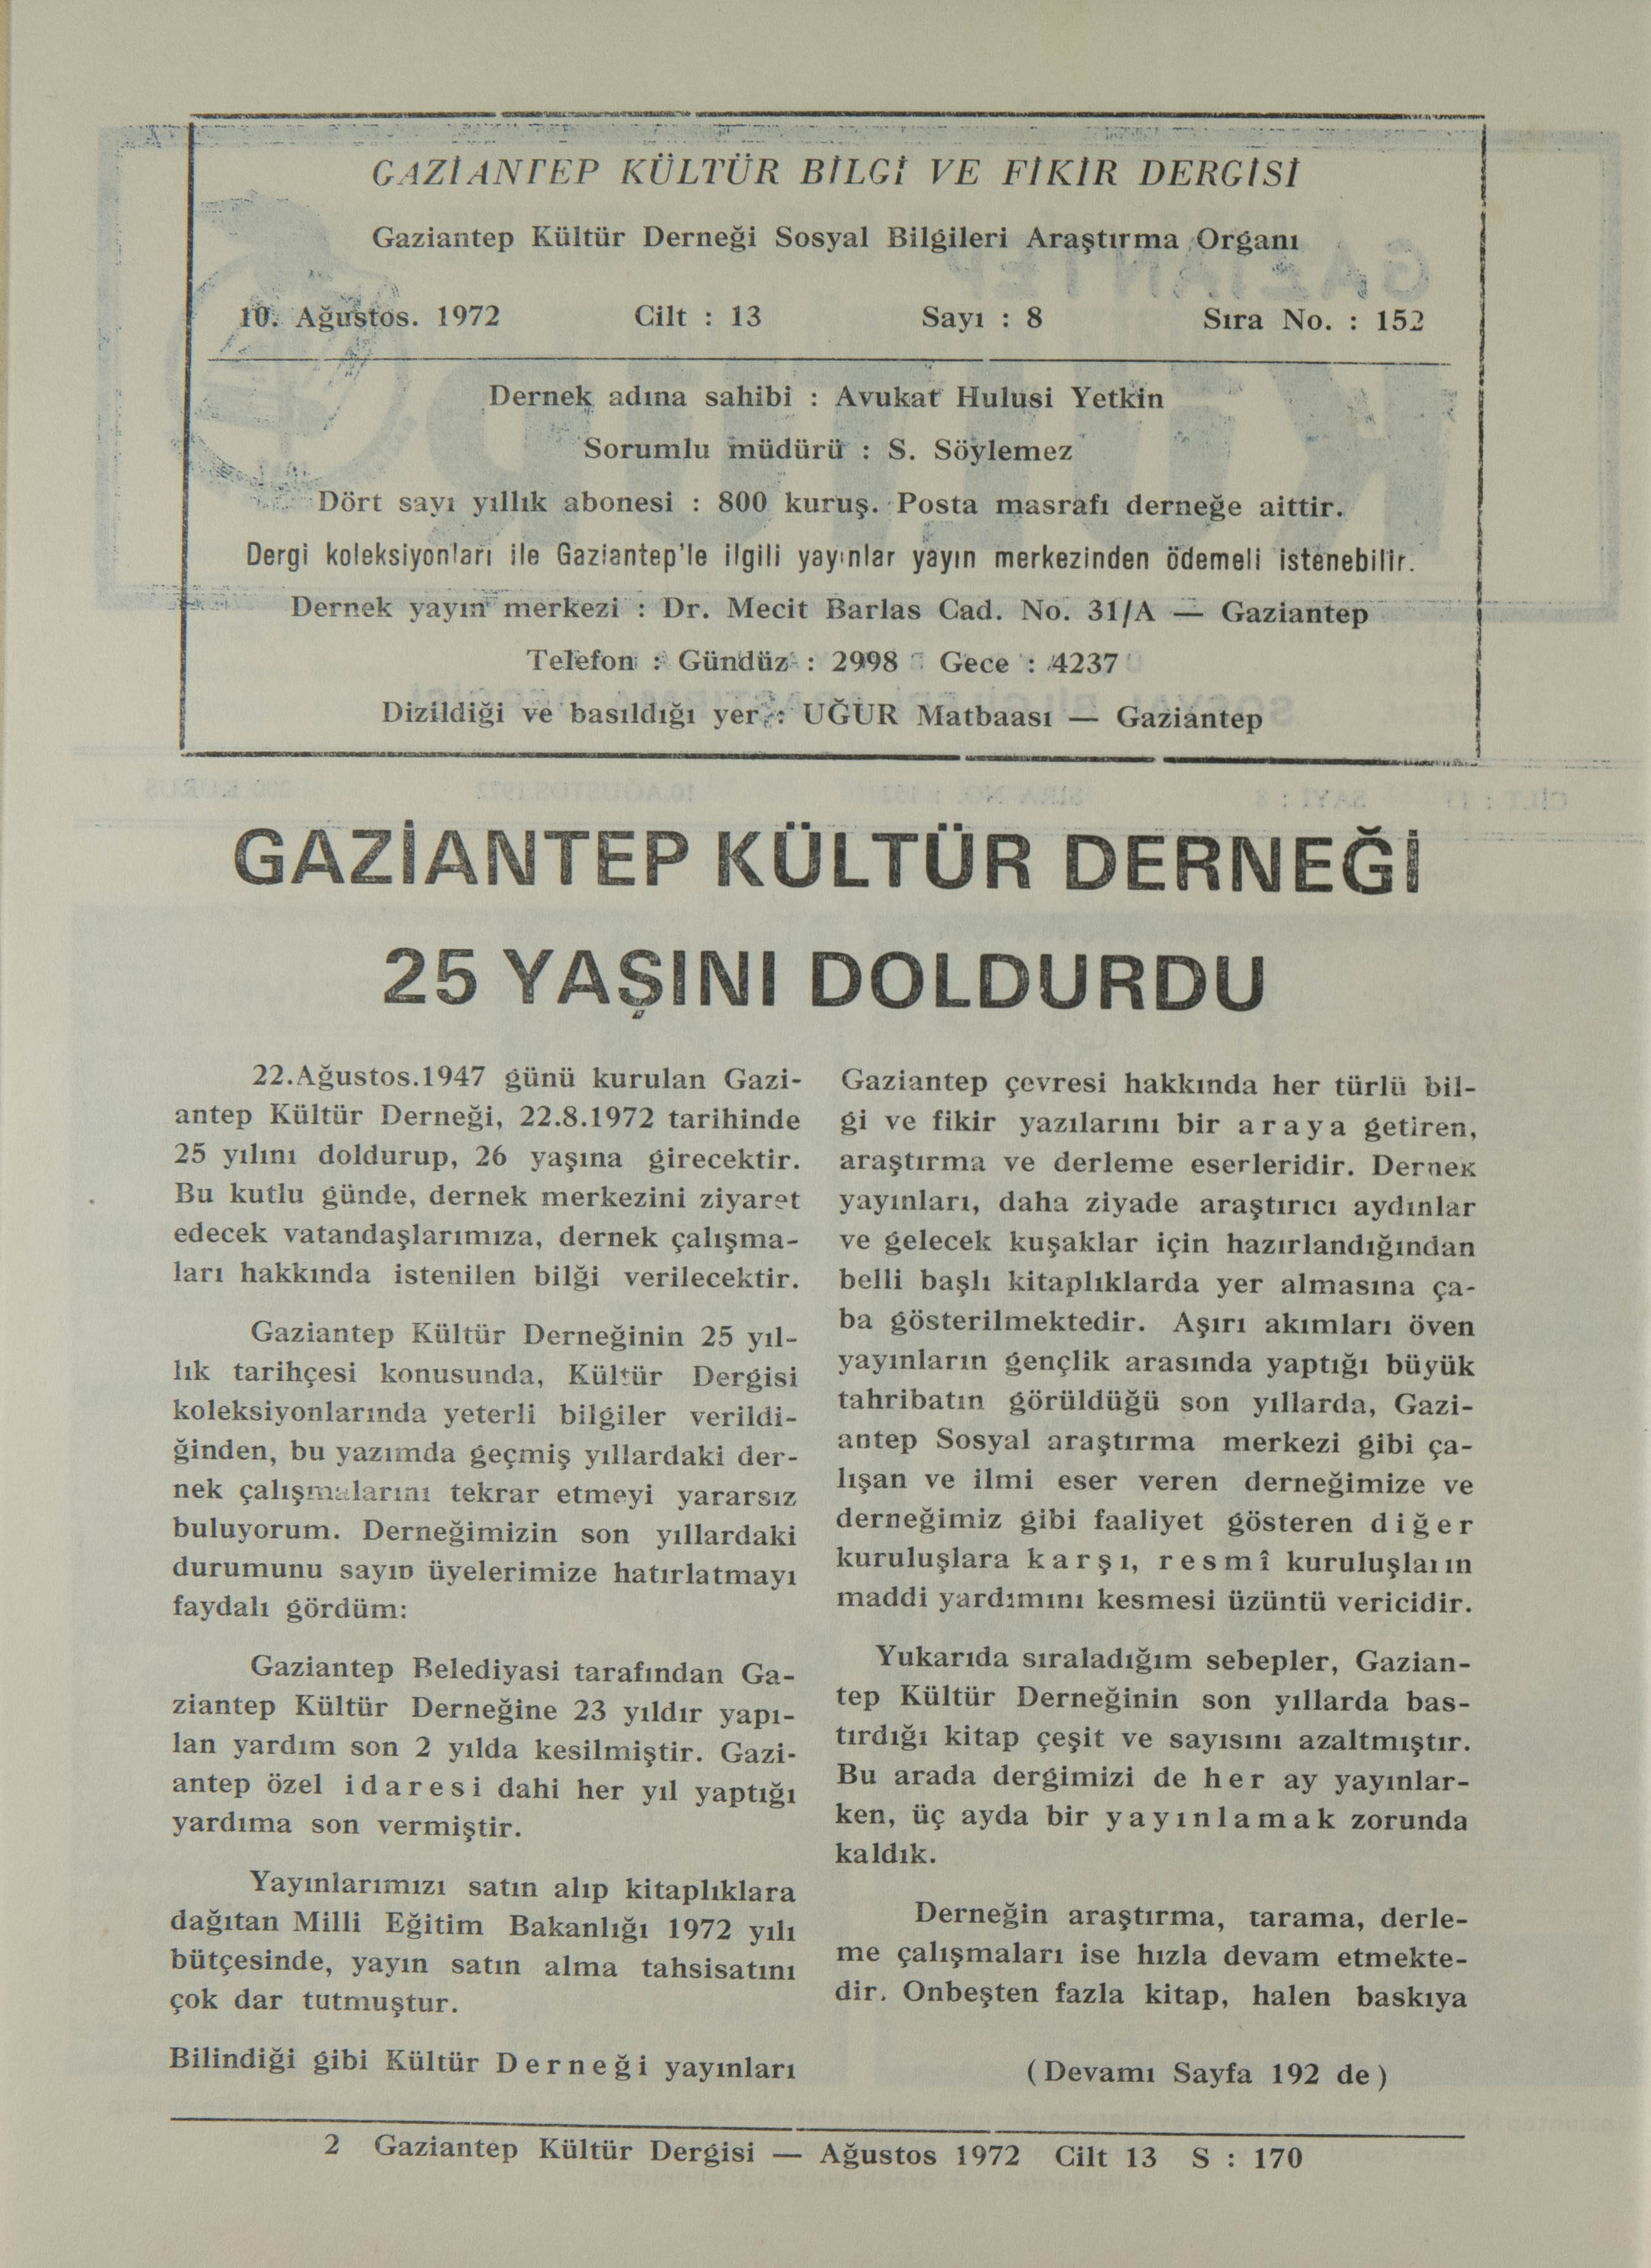 GAZİANTEP KÜLTÜR BİLGİ VE FİKİR DERGİSİ
Gaziantep Kültür Derneği Sosyal Bilgileri Araştırma Organı
10. Ağustos. 1972 Cilt : 13 Sayı : 8 Sıra No. : 152
Dernek adına sahibi : Avukat Hulusi Yetkin
Sorumlu müdürü : S. Söylemez
Dört sayı yıllık abonesi : 800 kuruş. Posta masrafı derneğe aittir.
Dergi koleksiyonları ile Gaziantep'le ilgili yayınlar yayın merkezinden ödemeli istenebilir.
Dernek yayın merkezi : Dr. Mecit Barlas Cad. No. 31/A — Gaziantep
Telefon : Gündüz : 2998 Gece : 4237
Dizildiği ve basıldığı yer : UĞUR Matbaası — Gaziantep
GAZİANTEP KÜLTÜR DERNEĞİ
25 YAŞINI DOLDURDU
22.Ağustos.1947 günü kurulan Gazi-
antep Kültür Derneği, 22.8.1972 tarihinde
25 yılını doldurup, 26 yaşına girecektir.
Bu kutlu günde, dernek merkezini ziyaret
edecek vatandaşlarımıza, dernek çalışma-
ları hakkında istenilen bilği verilecektir.
Gaziantep Kültür Derneğinin 25 yıl-
lık tarihçesi konusunda, Kültür Dergisi
koleksiyonlarında yeterli bilgiler verildi-
ğinden, bu yazımda geçmiş yıllardaki der-
nek çalışmalarını tekrar etmeyi yararsız
buluyorum. Derneğimizin son yıllardaki
durumunu sayın üyelerimize hatırlatmayı
faydalı gördüm:
Gaziantep Belediyasi tarafından Ga-
ziantep Kültür Derneğine 23 yıldır yapı-
lan yardım son 2 yılda kesilmiştir. Gazi-
antep özel idaresi dahi her yıl yaptığı
yardıma son vermiştir.
Yayınlarımızı satın alıp kitaplıklara
dağıtan Milli Eğitim Bakanlığı 1972 yılı
bütçesinde, yayın satın alma tahsisatını
çok dar tutmuştur.
Bilindiği gibi Kültür Derneği yayınları
Gaziantep çevresi hakkında her türlü bil-
gi ve fikir yazılarını bir araya getiren,
araştırma ve derleme eserleridir. Dernek
yayınları, daha ziyade araştırıcı aydınlar
ve gelecek kuşaklar için hazırlandığından
belli başlı kitaplıklarda yer almasına ça-
ba gösterilmektedir. Aşırı akımları öven
yayınların gençlik arasında yaptığı büyük
tahribatın görüldüğü son yıllarda, Gazi-
antep Sosyal araştırma merkezi gibi ça-
lışan ve ilmi eser veren derneğimize ve
derneğimiz gibi faaliyet gösteren diğer
kuruluşlara karşı, resmî kuruluşların
maddi yardımını kesmesi üzüntü vericidir.
Yukarıda sıraladığım sebepler, Gazian-
tep Kültür Derneğinin son yıllarda bas-
tırdığı kitap çeşit ve sayısını azaltmıştır.
Bu arada dergimizi de her ay yayınlar-
ken, üç ayda bir yayınlamak zorunda
kaldık.
Derneğin araştırma, tarama, derle-
me çalışmaları ise hızla devam etmekte-
dir. Onbeşten fazla kitap, halen baskıya
(Devamı Sayfa 192 de)
2 Gaziantep Kültür Dergisi — Ağustos 1972 Cilt 13 S : 170